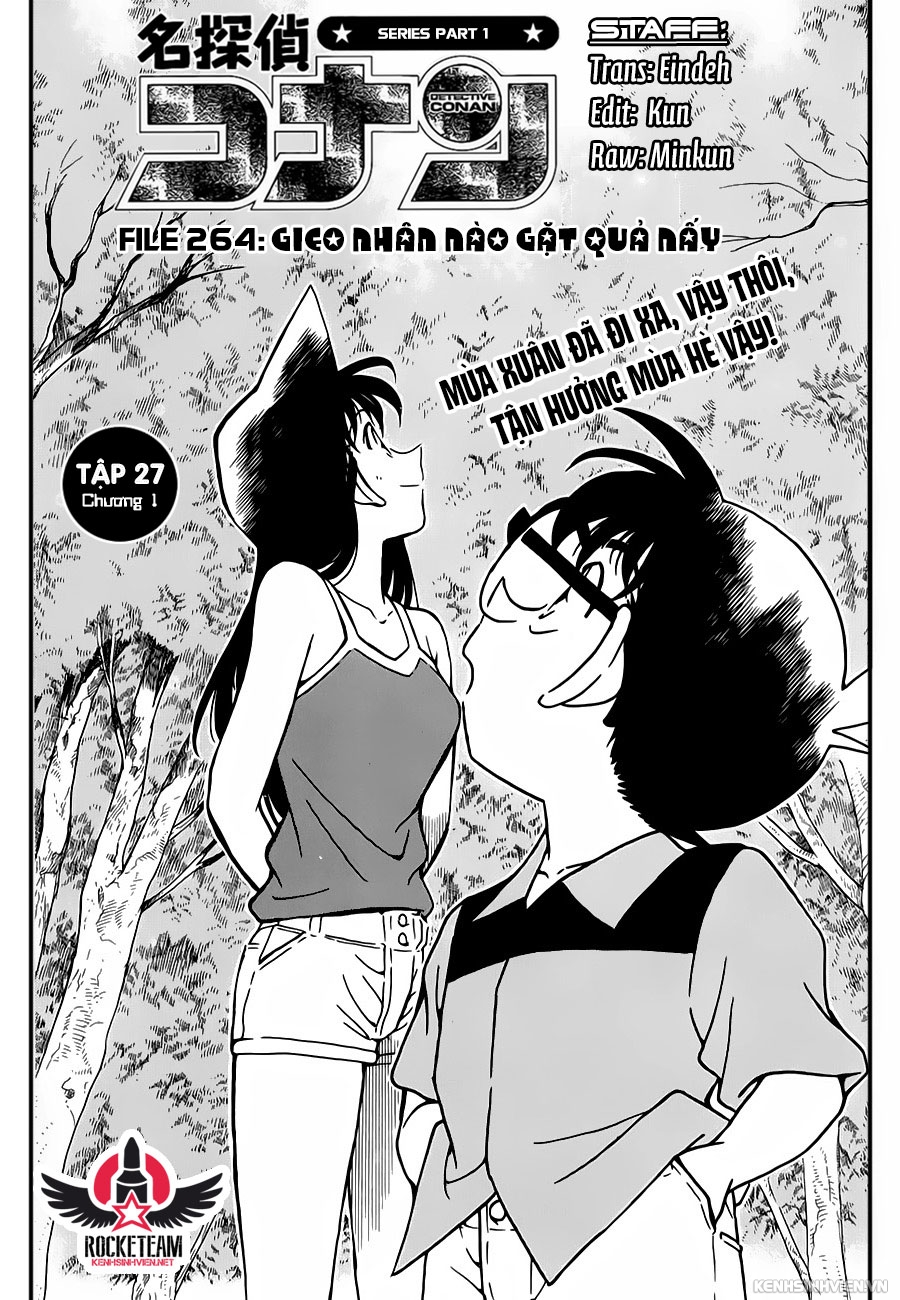 名探偵
SERIES PART 1
コナン
DETECTIVE
CONAN
STAFF:
Trans: Eindeh
Edit: Kun
Raw: Minkun
FILE 264: GIEO NHÂN NÀO GẶT QUẢ NẤY
MÙA XUÂN ĐÃ ĐI XA, VẬY THÔI,
TẬN HƯỞNG MÙA HÈ VẬY!
TẬP 27
Chương 1
ROCKETEAM
KENHSINHVIEN.NET
KENHSINHVIEN.VN